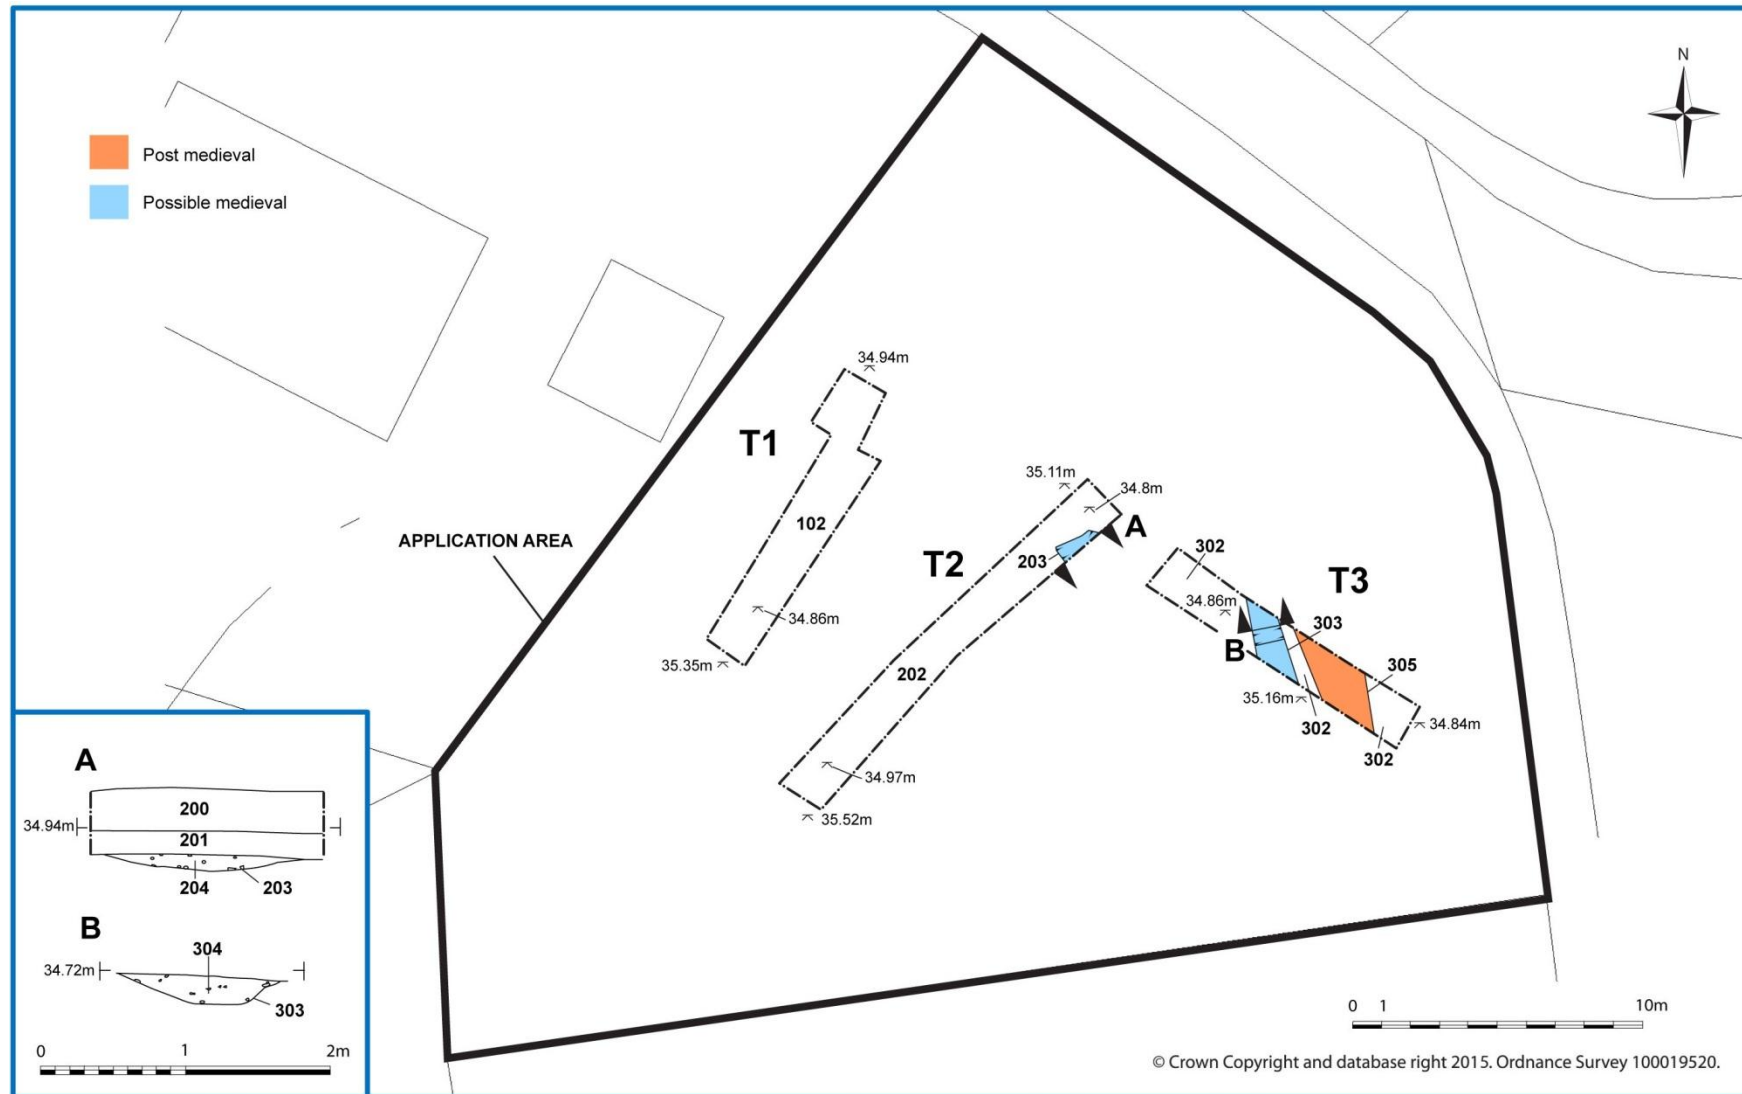 N
Post medieval
Possible medieval
34.94m
T1
102
APPLICATION AREA
34.86m
35.35m
35.11m
34.8m
A
T2
203
202
34.97m
35.52m
302
T3
34.86m
303
B
305
35.16m
302
34.84m
302
A
200
34.94m
201
204
203
B
304
34.72m
303
0 1 2m
0 1 10m
© Crown Copyright and database right 2015. Ordnance Survey 100019520.